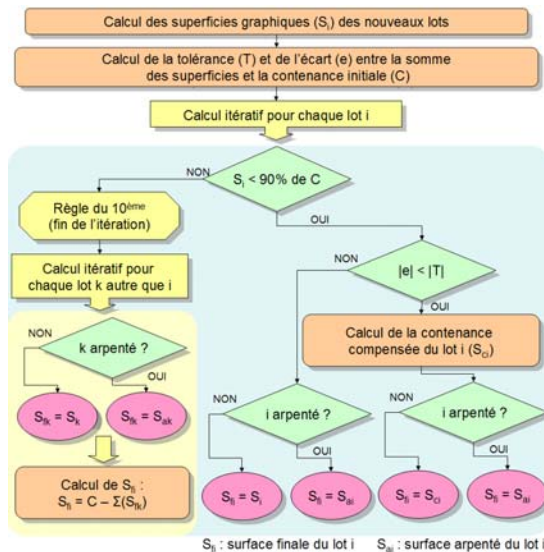 Calcul des superficies graphiques (Si) des nouveaux lots
Calcul de la tolérance (T) et de l'écart (e) entre la somme
des superficies et la contenance initiale (C)
Calcul itératif pour chaque lot i
NON
Si < 90% de C
OUI
Règle du 10ème
(fin de l'itération)
Calcul itératif pour
chaque lot k autre que i
NON
|e| < |T|
OUI
Calcul de la contenance
compensée du lot i (Sci)
NON
k arpenté ?
OUI
Sfk = Sk
Sfk = Sak
NON
i arpenté ?
OUI
NON
i arpenté ?
OUI
Calcul de Sfi :
Sfi = C – Σ(Sfk)
Sfi = Si
Sfi = Sai
Sfi = Sci
Sfi = Sai
Sfi : surface finale du lot i
Sai : surface arpenté du lot i